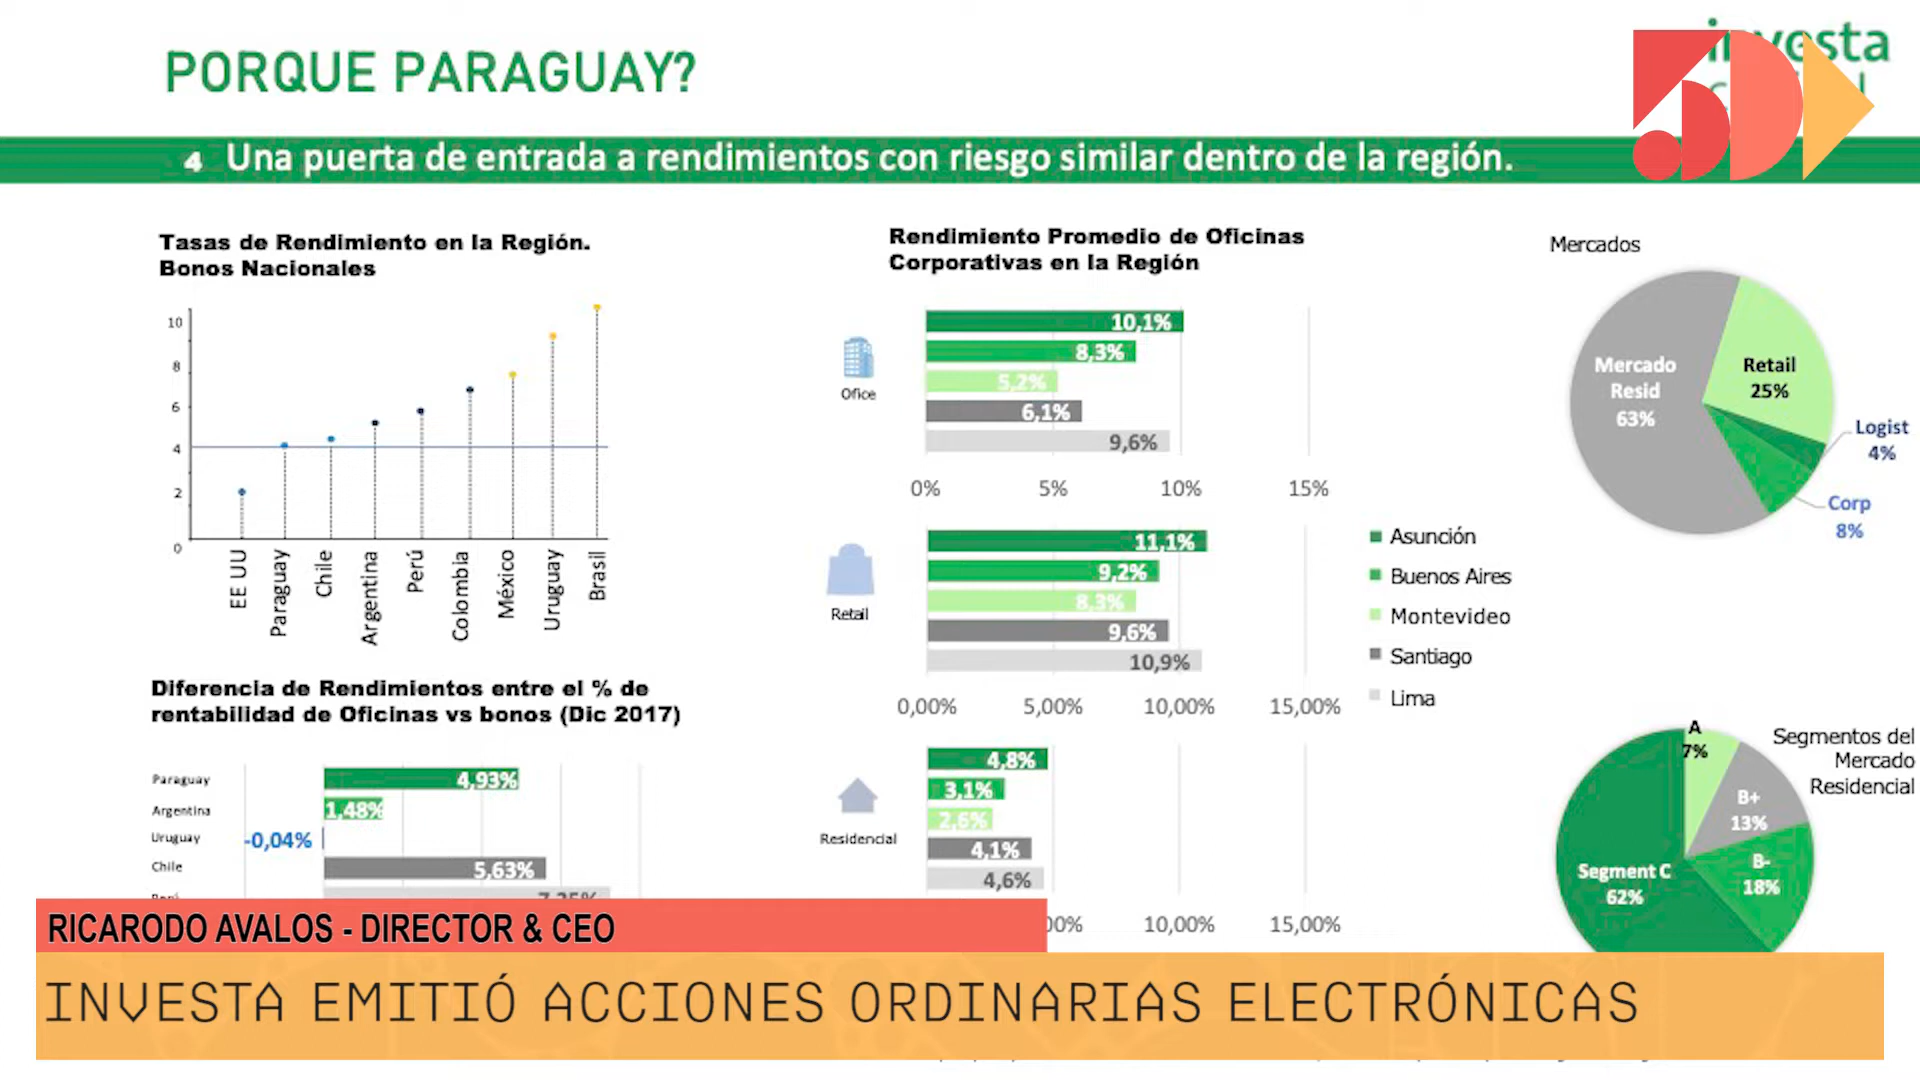 PORQUE PARAGUAY?
4 Una puerta de entrada a rendimientos con riesgo similar dentro de la región.
Tasas de Rendimiento en la Región.
Bonos Nacionales
10
8
6
4
2
0
EE UU
Paraguay
Chile
Argentina
Perú
Colombia
México
Uruguay
Brasil
Diferencia de Rendimientos entre el % de
rentabilidad de Oficinas vs bonos (Dic 2017)
Paraguay 4,93%
Argentina 1,48%
Uruguay -0,04%
Chile 5,63%
Rendimiento Promedio de Oficinas
Corporativas en la Región
Ofice
10,1%
8,3%
5,2%
6,1%
9,6%
0% 5% 10% 15%
Retail
11,1%
9,2%
8,3%
9,6%
10,9%
0,00% 5,00% 10,00% 15,00%
Residencial
4,8%
3,1%
2,6%
4,1%
4,6%
10,00% 15,00%
Asunción
Buenos Aires
Montevideo
Santiago
Lima
Mercados
Mercado
Resid
63%
Retail
25%
Logist
4%
Corp
8%
Segmentos del
Mercado
Residencial
A
7%
B+
13%
B-
18%
Segment C
62%
RICARODO AVALOS - DIRECTOR & CEO
INVESTA EMITIÓ ACCIONES ORDINARIAS ELECTRÓNICAS